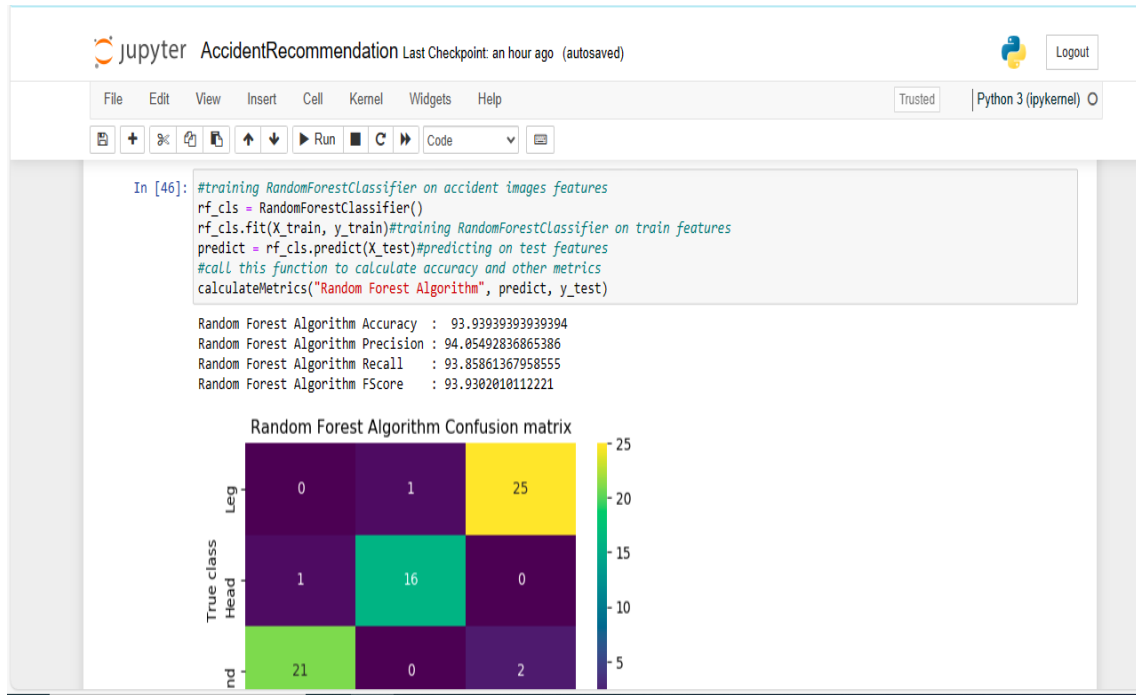 jupyter AccidentRecommendation Last Checkpoint: an hour ago (autosaved)
Logout
File Edit View Insert Cell Kernel Widgets Help
Trusted
Python 3 (ipykernel)
Run
Code
In [46]:
#training RandomForestClassifier on accident images features
rf_cls = RandomForestClassifier()
rf_cls.fit(X_train, y_train)#training RandomForestClassifier on train features
predict = rf_cls.predict(X_test)#predicting on test features
#call this function to calculate accuracy and other metrics
calculateMetrics("Random Forest Algorithm", predict, y_test)
Random Forest Algorithm Accuracy  :  93.93939393939394
Random Forest Algorithm Precision : 94.05492836865386
Random Forest Algorithm Recall    : 93.85861367958555
Random Forest Algorithm FScore    : 93.9302010112221
Random Forest Algorithm Confusion matrix
True class
Leg
0 1 25
Head
1 16 0
nd
21 0 2
25
20
15
10
5